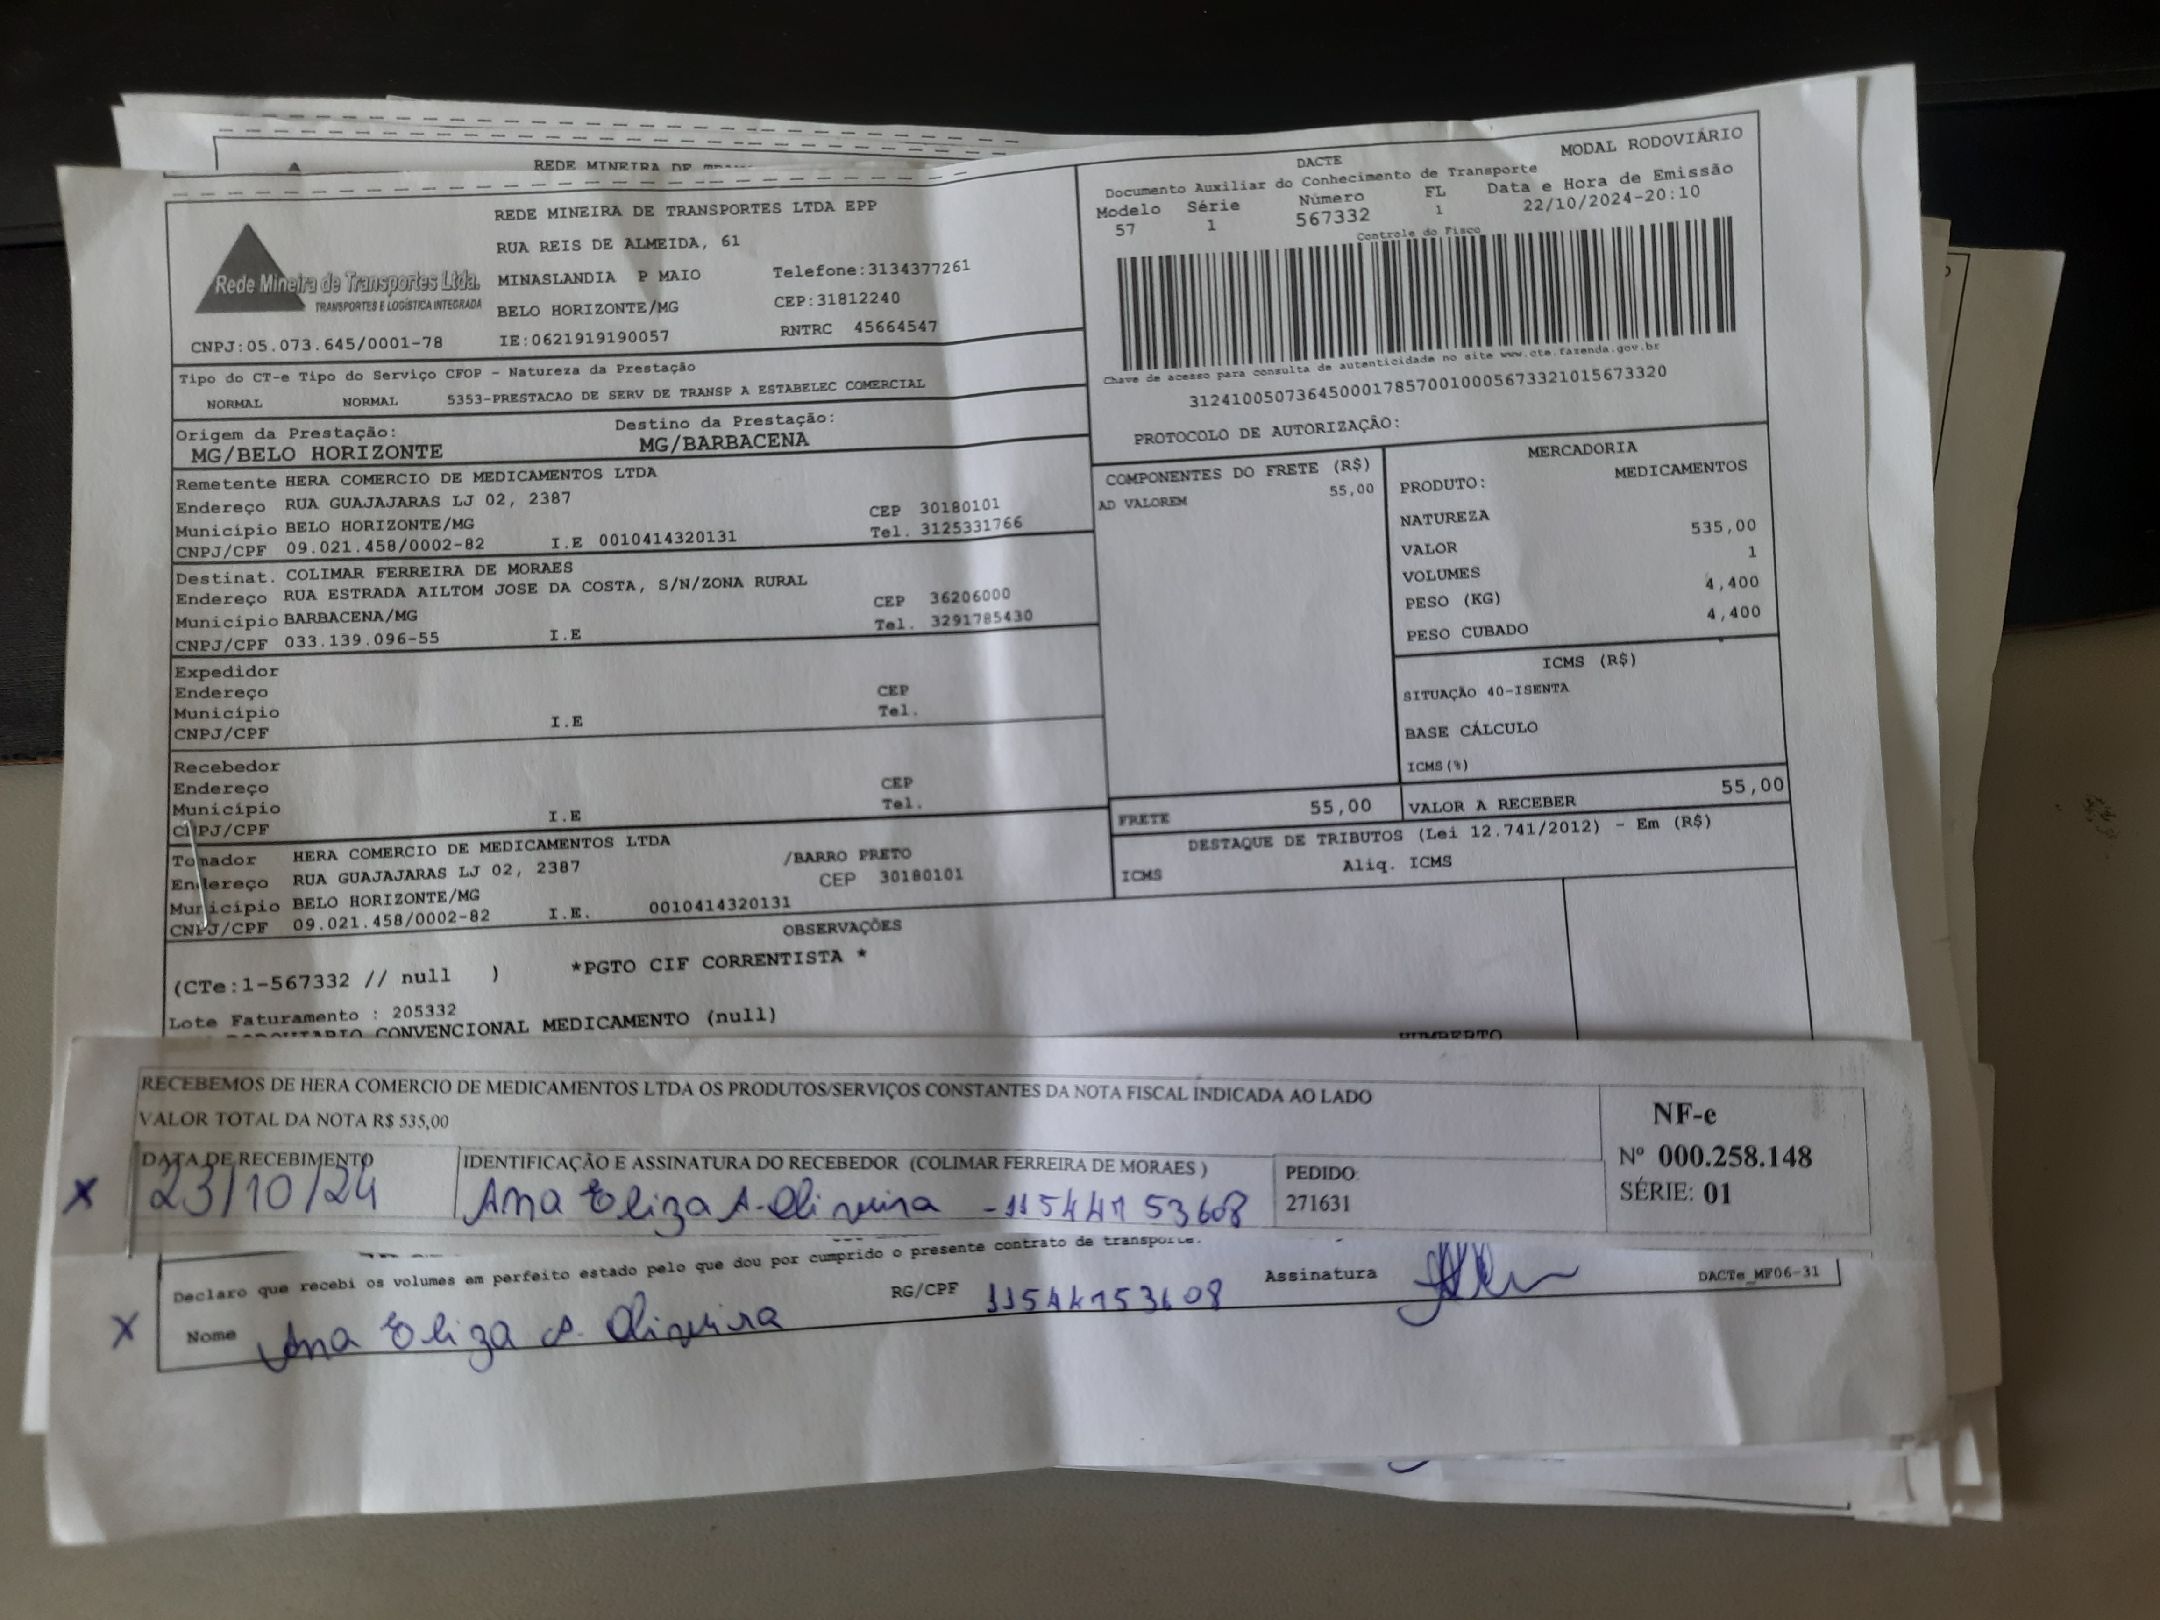 REDE MINEIRA DE
REDE MINEIRA DE TRANSPORTES LTDA EPP
RUA REIS DE ALMEIDA, 61
MINASLANDIA P MAIO Telefone:3134377261
BELO HORIZONTE/MG CEP:31812240
IE:0621919190057 RNTRC 45664547
Rede Mineira de Transportes Ltda.
TRANSPORTES E LOGÍSTICA INTEGRADA
CNPJ:05.073.645/0001-78
DACTE MODAL RODOVIÁRIO
Documento Auxiliar do Conhecimento de Transporte
Modelo Série Número FL Data e Hora de Emissão
57 1 567332 1 22/10/2024-20:10
Controle do Fisco
Chave de acesso para consulta de autenticidade no site www.cte.fazenda.gov.br
31241005073645000178570010005673321015673320
PROTOCOLO DE AUTORIZAÇÃO:
Tipo do CT-e Tipo do Serviço CFOP - Natureza da Prestação
NORMAL NORMAL 5353-PRESTACAO DE SERV DE TRANSP A ESTABELEC COMERCIAL
Origem da Prestação: Destino da Prestação:
MG/BELO HORIZONTE MG/BARBACENA
Remetente HERA COMERCIO DE MEDICAMENTOS LTDA
Endereço RUA GUAJAJARAS LJ 02, 2387 CEP 30180101
Município BELO HORIZONTE/MG Tel. 3125331766
CNPJ/CPF 09.021.458/0002-82 I.E 0010414320131
Destinat. COLIMAR FERREIRA DE MORAES
Endereço RUA ESTRADA AILTOM JOSE DA COSTA, S/N/ZONA RURAL CEP 36206000
Município BARBACENA/MG Tel. 3291785430
CNPJ/CPF 033.139.096-55 I.E
Expedidor
Endereço CEP
Município Tel.
CNPJ/CPF I.E
Recebedor
Endereço CEP
Município Tel.
CNPJ/CPF I.E
Tomador HERA COMERCIO DE MEDICAMENTOS LTDA
Endereço RUA GUAJAJARAS LJ 02, 2387 /BARRO PRETO
Município BELO HORIZONTE/MG CEP 30180101
CNPJ/CPF 09.021.458/0002-82 I.E. 0010414320131
COMPONENTES DO FRETE (R$)
AD VALOREM 55,00
MERCADORIA
PRODUTO: MEDICAMENTOS
NATUREZA
VALOR 535,00
VOLUMES 1
PESO (KG) 4,400
PESO CUBADO 4,400
ICMS (R$)
SITUAÇÃO 40-ISENTA
BASE CÁLCULO
ICMS(%)
FRETE 55,00 VALOR A RECEBER 55,00
DESTAQUE DE TRIBUTOS (Lei 12.741/2012) - Em (R$)
ICMS Aliq. ICMS
OBSERVAÇÕES
(CTe:1-567332 // null ) *PGTO CIF CORRENTISTA *
Lote Faturamento : 205332
RODOVIARIO CONVENCIONAL MEDICAMENTO (null)
HUMBERTO
RECEBEMOS DE HERA COMERCIO DE MEDICAMENTOS LTDA OS PRODUTOS/SERVIÇOS CONSTANTES DA NOTA FISCAL INDICADA AO LADO
VALOR TOTAL DA NOTA R$ 535,00
DATA DE RECEBIMENTO IDENTIFICAÇÃO E ASSINATURA DO RECEBEDOR (COLIMAR FERREIRA DE MORAES ) PEDIDO:
x 23/10/24 Ana Eliza A. Oliveira - 11544753608 271631
NF-e
Nº 000.258.148
SÉRIE: 01
Declaro que recebi os volumes em perfeito estado pelo que dou por cumprido o presente contrato de transporte.
x Nome Ana Eliza A. Oliveira RG/CPF 11544753608 Assinatura
DACTe_MF06-31